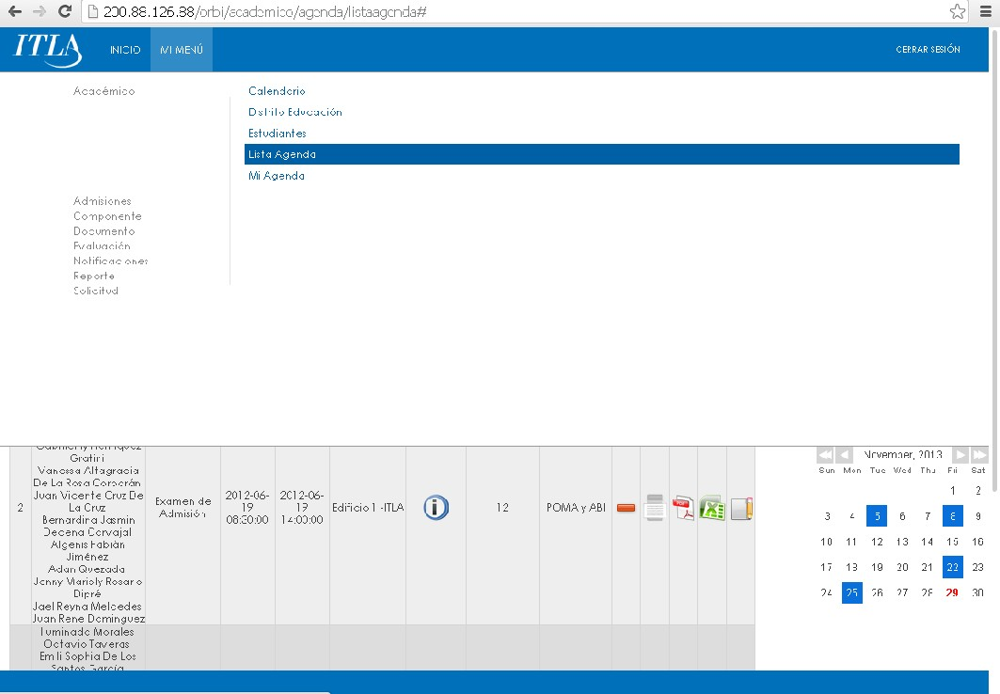 200.88.126.38/orbi/academico/agenda/listaagenda#
ITLA
INICIO
MI MENÚ
CERRAR SESIÓN
Académico
Calendario
Distrito Educación
Estudiantes
Lista Agenda
Mi Agenda
Admisiones
Componente
Documento
Evaluación
Notificaciones
Reporte
Solicitud
Gratini
Vanessa Altagracia
De La Rosa Corporán
Juan Vicente Cruz De
La Cruz
Bernardina Jasmin
Decena Carvajal
Algenis Fabián
Jiménez
Adan Quezada
Jenny Mariely Rosario
Dipré
Jael Reyna Melcedes
Juan Rene Dominguez
2
Examen de
Admisión
2012-06-
19
08:30:00
2012-06-
19
14:00:00
Edificio 1 -ITLA
12
POMA y ABI
Iluminado Morales
Octavio Taveras
Emili Sophia De Los
Santos García
November, 2013
Sun Mon Tue Wed Thu Fri Sat
1 2
3 4 5 6 7 8 9
10 11 12 13 14 15 16
17 18 19 20 21 22 23
24 25 26 27 28 29 30